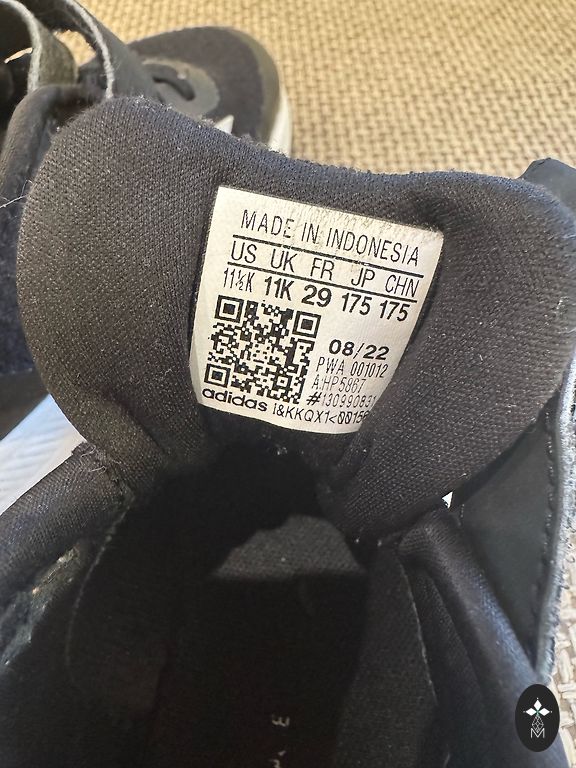 MADE IN INDONESIA
US UK FR JP CHN
11½K 11K 29 175 175
08/22
PWA 001012
AHP5867
adidas